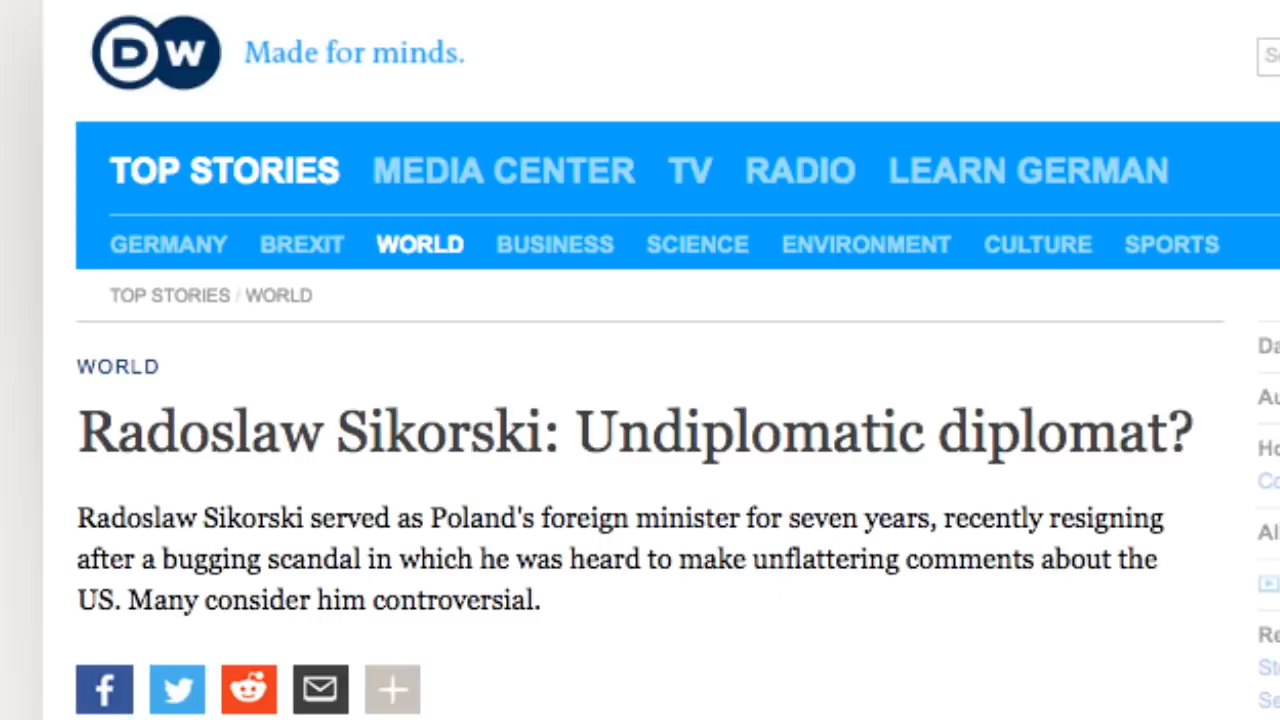 DW Made for minds.
TOP STORIES MEDIA CENTER TV RADIO LEARN GERMAN
GERMANY BREXIT WORLD BUSINESS SCIENCE ENVIRONMENT CULTURE SPORTS
TOP STORIES / WORLD
WORLD
Radoslaw Sikorski: Undiplomatic diplomat?
Radoslaw Sikorski served as Poland's foreign minister for seven years, recently resigning
after a bugging scandal in which he was heard to make unflattering comments about the
US. Many consider him controversial.